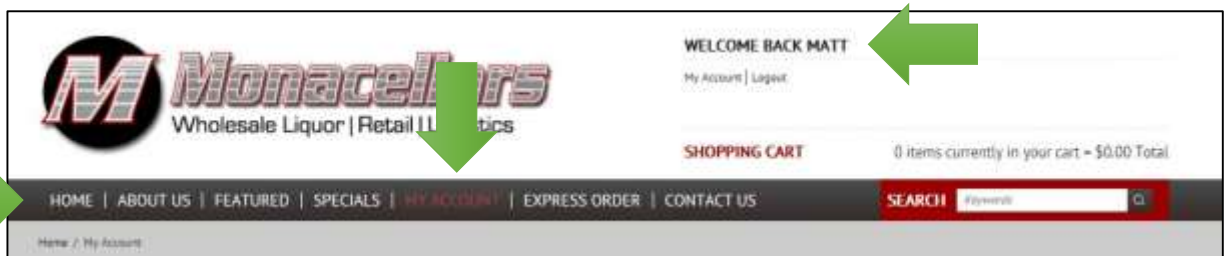 WELCOME BACK MATT
My Account | Logout
M Monacellars
Wholesale Liquor | Retail |
SHOPPING CART 0 items currently in your cart = $0.00 Total
HOME | ABOUT US | FEATURED | SPECIALS | MY ACCOUNT | EXPRESS ORDER | CONTACT US SEARCH Keywords
Home / My Account